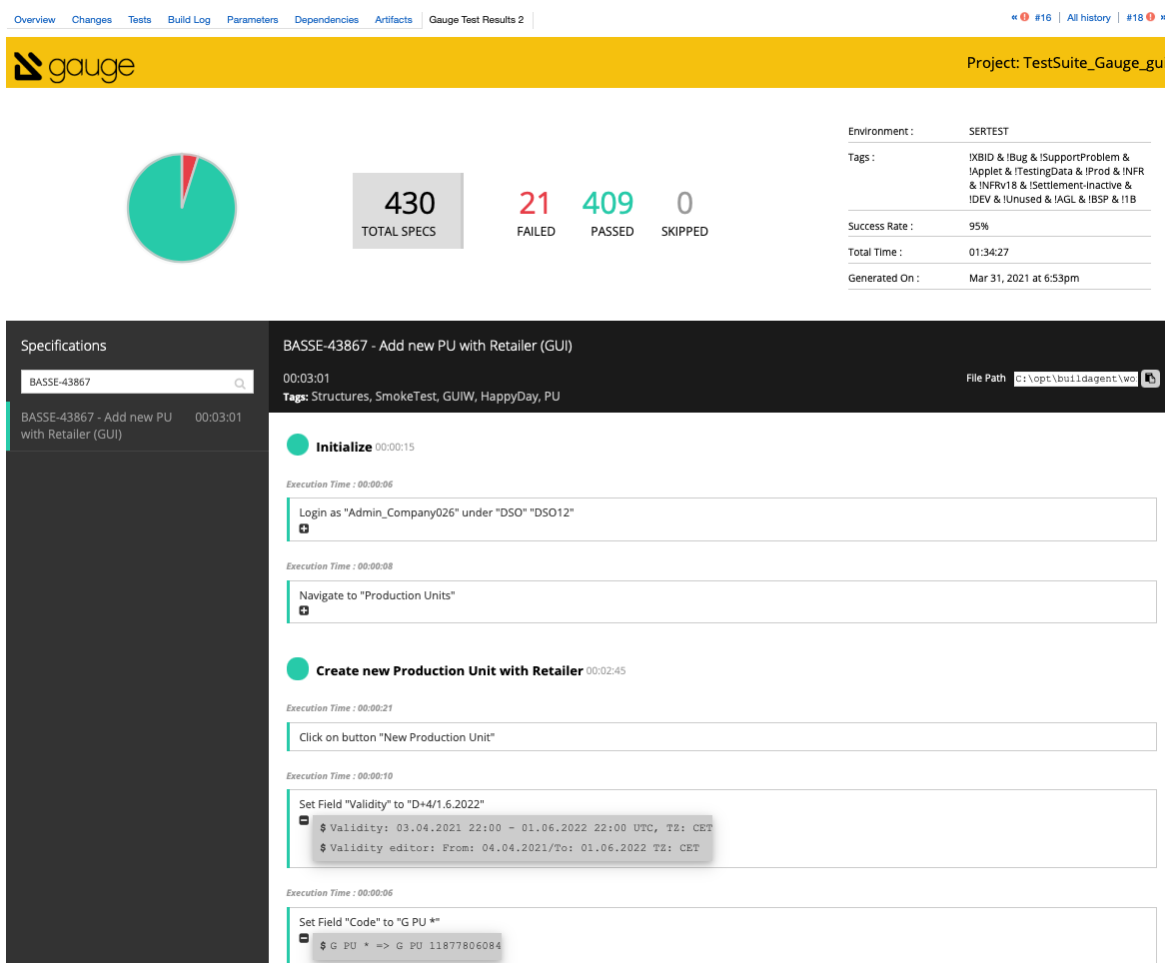 Overview Changes Tests Build Log Parameters Dependencies Artifacts Gauge Test Results 2
« #16 | All history | #18 »
gauge
Project: TestSuite_Gauge_gu
430
TOTAL SPECS
21
FAILED
409
PASSED
0
SKIPPED
Environment : SERTEST
Tags : !XBID & !Bug & !SupportProblem &
!Applet & !TestingData & !Prod & !NFR
& !NFRv18 & !Settlement-inactive &
!DEV & !Unused & !AGL & !BSP & !1B
Success Rate : 95%
Total Time : 01:34:27
Generated On : Mar 31, 2021 at 6:53pm
Specifications
BASSE-43867
BASSE-43867 - Add new PU 00:03:01
with Retailer (GUI)
BASSE-43867 - Add new PU with Retailer (GUI)
00:03:01
Tags: Structures, SmokeTest, GUIW, HappyDay, PU
File Path C:\opt\buildagent\wo
Initialize 00:00:15
Execution Time : 00:00:06
Login as "Admin_Company026" under "DSO" "DSO12"
Execution Time : 00:00:08
Navigate to "Production Units"
Create new Production Unit with Retailer 00:02:45
Execution Time : 00:00:21
Click on button "New Production Unit"
Execution Time : 00:00:10
Set Field "Validity" to "D+4/1.6.2022"
$ Validity: 03.04.2021 22:00 - 01.06.2022 22:00 UTC, TZ: CET
$ Validity editor: From: 04.04.2021/To: 01.06.2022 TZ: CET
Execution Time : 00:00:06
Set Field "Code" to "G PU *"
$ G PU * => G PU 11877806084